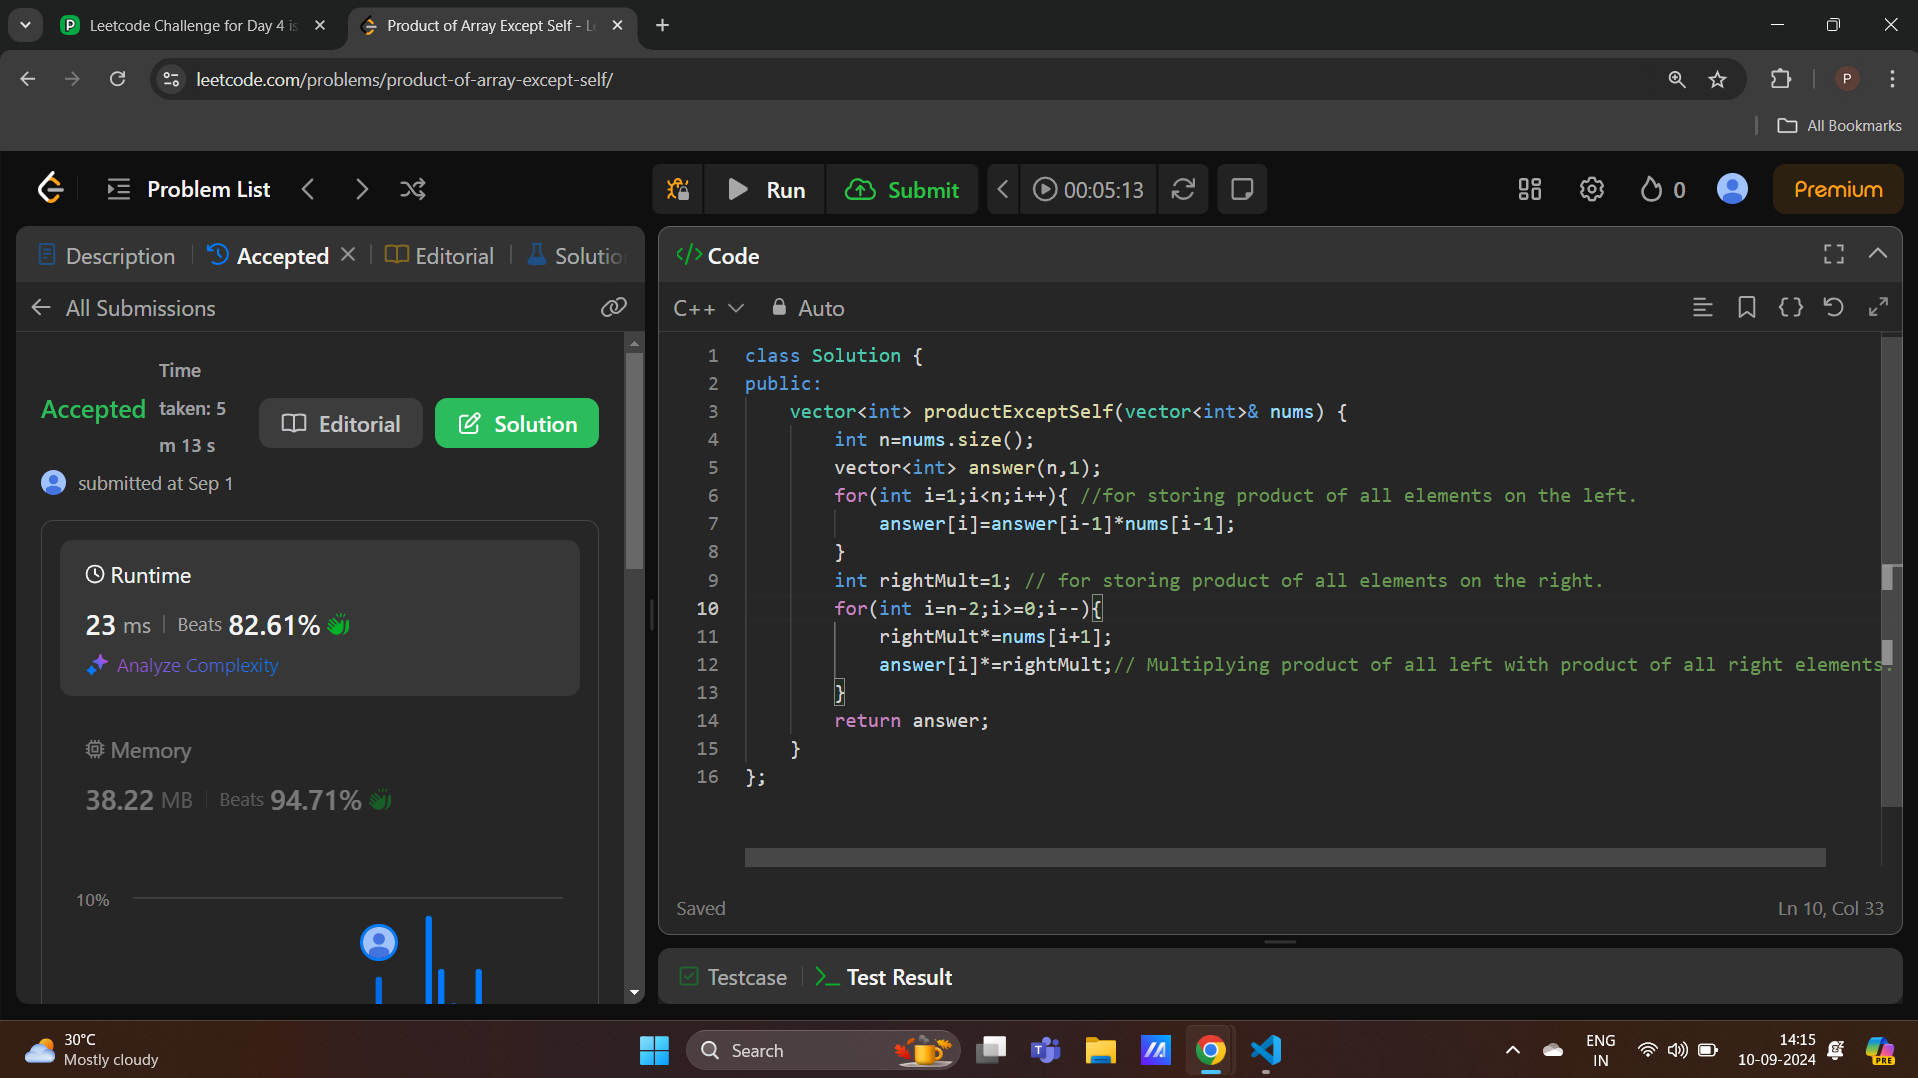 Leetcode Challenge for Day 4 is
Product of Array Except Self - Le
leetcode.com/problems/product-of-array-except-self/
P
All Bookmarks
Problem List
Run
Submit
00:05:13
0
Premium
Description
Accepted
Editorial
Solutio
All Submissions
Accepted
Time
taken: 5
m 13 s
Editorial
Solution
submitted at Sep 1
Runtime
23 ms
Beats 82.61%
Analyze Complexity
Memory
38.22 MB
Beats 94.71%
10%
</> Code
C++
Auto
1 class Solution {
2 public:
3 vector<int> productExceptSelf(vector<int>& nums) {
4 int n=nums.size();
5 vector<int> answer(n,1);
6 for(int i=1;i<n;i++){ //for storing product of all elements on the left.
7 answer[i]=answer[i-1]*nums[i-1];
8 }
9 int rightMult=1; // for storing product of all elements on the right.
10 for(int i=n-2;i>=0;i--){
11 rightMult*=nums[i+1];
12 answer[i]*=rightMult;// Multiplying product of all left with product of all right elements.
13 }
14 return answer;
15 }
16 };
Saved
Ln 10, Col 33
Testcase
Test Result
30°C
Mostly cloudy
Search
ENG
IN
14:15
10-09-2024
PRE